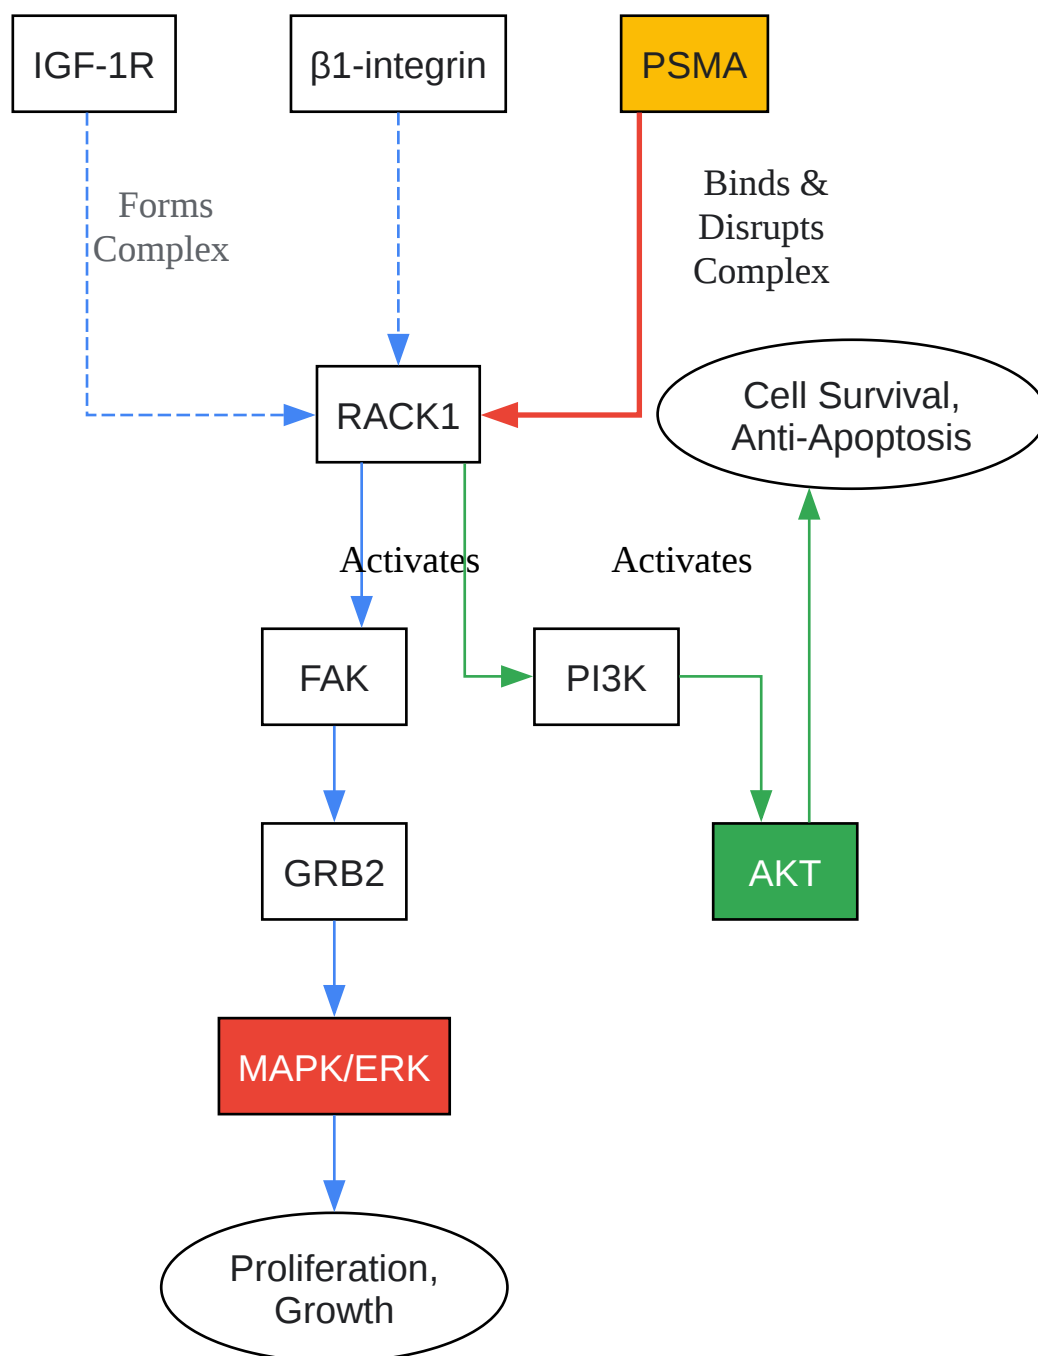 IGF-1R
β1-integrin
PSMA
Forms
Complex
Binds &
Disrupts
Complex
RACK1
Cell Survival,
Anti-Apoptosis
Activates
Activates
FAK
PI3K
GRB2
AKT
MAPK/ERK
Proliferation,
Growth